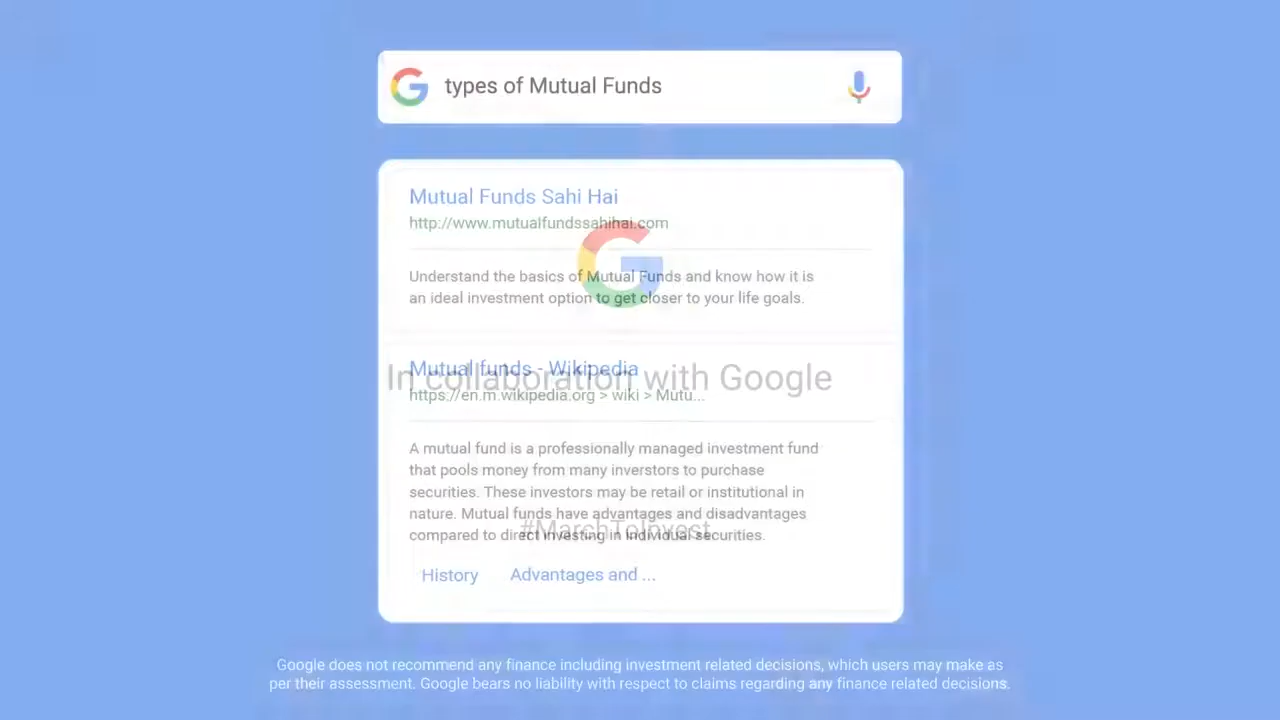 types of Mutual Funds
Mutual Funds Sahi Hai
http://www.mutualfundssahihai.com
Understand the basics of Mutual Funds and know how it is
an ideal investment option to get closer to your life goals.
Mutual funds - Wikipedia
In collaboration with Google
https://en.m.wikipedia.org > wiki > Mutu...
A mutual fund is a professionally managed investment fund
that pools money from many inverstors to purchase
securities. These investors may be retail or institutional in
nature. Mutual funds have advantages and disadvantages
#MarchToInvest
compared to direct investing in individual securities.
History Advantages and ...
Google does not recommend any finance including investment related decisions, which users may make as
per their assessment. Google bears no liability with respect to claims regarding any finance related decisions.